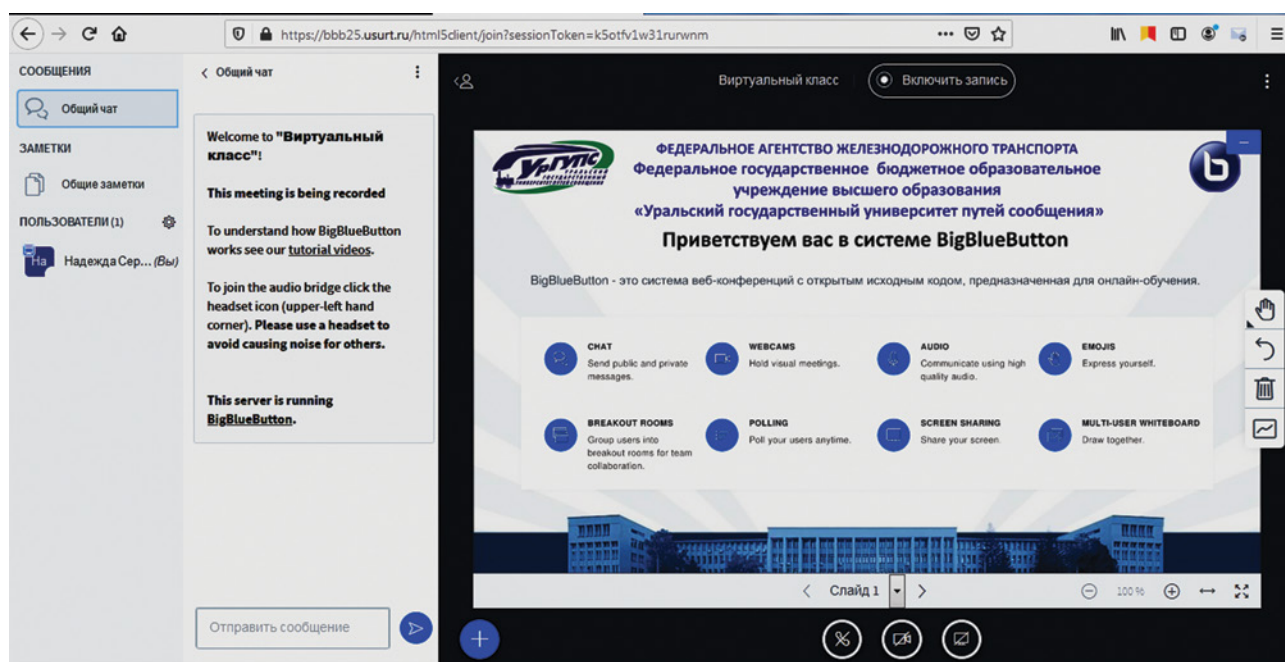 https://bbb25.usurt.ru/html5client/join?sessionToken=k5otfv1w31rurwnm
СООБЩЕНИЯ
Общий чат
ЗАМЕТКИ
Общие заметки
ПОЛЬЗОВАТЕЛИ (1)
На
Надежда Сер... (Вы)
Общий чат
Welcome to "Виртуальный
класс"!
This meeting is being recorded
To understand how BigBlueButton
works see our tutorial videos.
To join the audio bridge click the
headset icon (upper-left hand
corner). Please use a headset to
avoid causing noise for others.
This server is running
BigBlueButton.
Отправить сообщение
Виртуальный класс
Включить запись
УрГУПС
УРАЛЬСКИЙ
ГОСУДАРСТВЕННЫЙ
УНИВЕРСИТЕТ ПУТЕЙ СООБЩЕНИЯ
ФЕДЕРАЛЬНОЕ АГЕНТСТВО ЖЕЛЕЗНОДОРОЖНОГО ТРАНСПОРТА
Федеральное государственное бюджетное образовательное
учреждение высшего образования
«Уральский государственный университет путей сообщения»
b
Приветствуем вас в системе BigBlueButton
BigBlueButton - это система веб-конференций с открытым исходным кодом, предназначенная для онлайн-обучения.
CHAT
Send public and private
messages.
WEBCAMS
Hold visual meetings.
AUDIO
Communicate using high
quality audio.
EMOJIS
Express yourself.
BREAKOUT ROOMS
Group users into
breakout rooms for team
collaboration.
POLLING
Poll your users anytime.
SCREEN SHARING
Share your screen.
MULTI-USER WHITEBOARD
Draw together.
Слайд 1
100 %